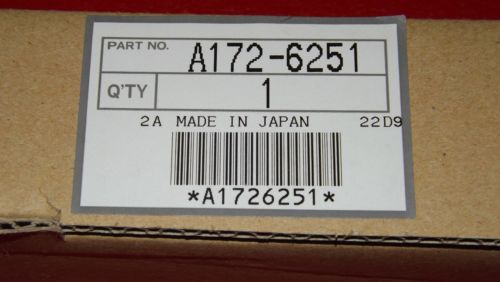 PART NO. A172-6251
Q'TY 1
2A MADE IN JAPAN 22D9
*A1726251*